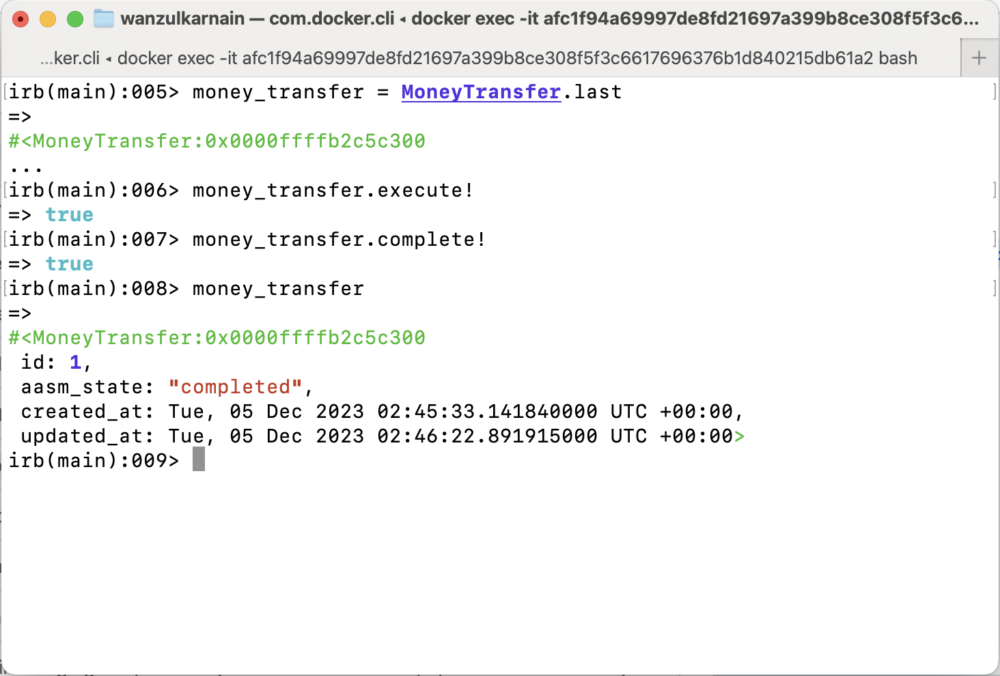 wanzulkarnain — com.docker.cli ◂ docker exec -it afc1f94a69997de8fd21697a399b8ce308f5f3c6...
...ker.cli ◂ docker exec -it afc1f94a69997de8fd21697a399b8ce308f5f3c6617696376b1d840215db61a2 bash
[irb(main):005> money_transfer = MoneyTransfer.last ]
=>
#<MoneyTransfer:0x0000ffffb2c5c300
...
[irb(main):006> money_transfer.execute! ]
=> true
[irb(main):007> money_transfer.complete! ]
=> true
[irb(main):008> money_transfer ]
=>
#<MoneyTransfer:0x0000ffffb2c5c300
 id: 1,
 aasm_state: "completed",
 created_at: Tue, 05 Dec 2023 02:45:33.141840000 UTC +00:00,
 updated_at: Tue, 05 Dec 2023 02:46:22.891915000 UTC +00:00>
irb(main):009>